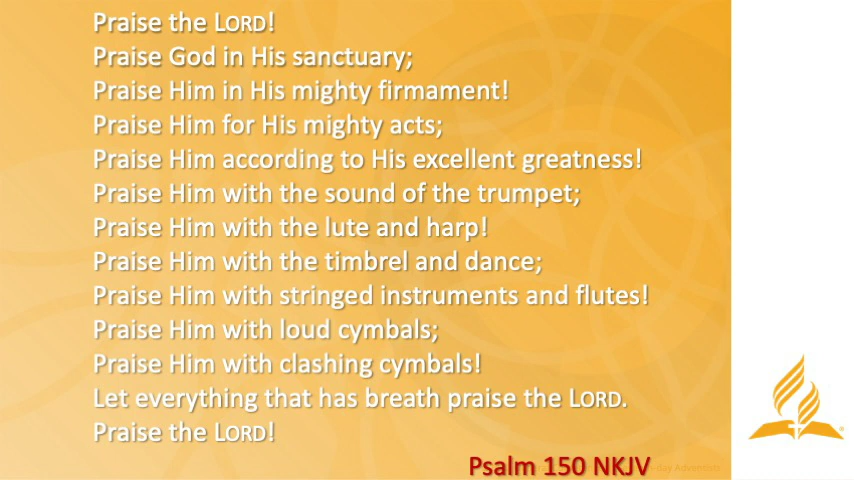 Praise the LORD!
Praise God in His sanctuary;
Praise Him in His mighty firmament!
Praise Him for His mighty acts;
Praise Him according to His excellent greatness!
Praise Him with the sound of the trumpet;
Praise Him with the lute and harp!
Praise Him with the timbrel and dance;
Praise Him with stringed instruments and flutes!
Praise Him with loud cymbals;
Praise Him with clashing cymbals!
Let everything that has breath praise the LORD.
Praise the LORD!
Psalm 150 NKJV
Adventists